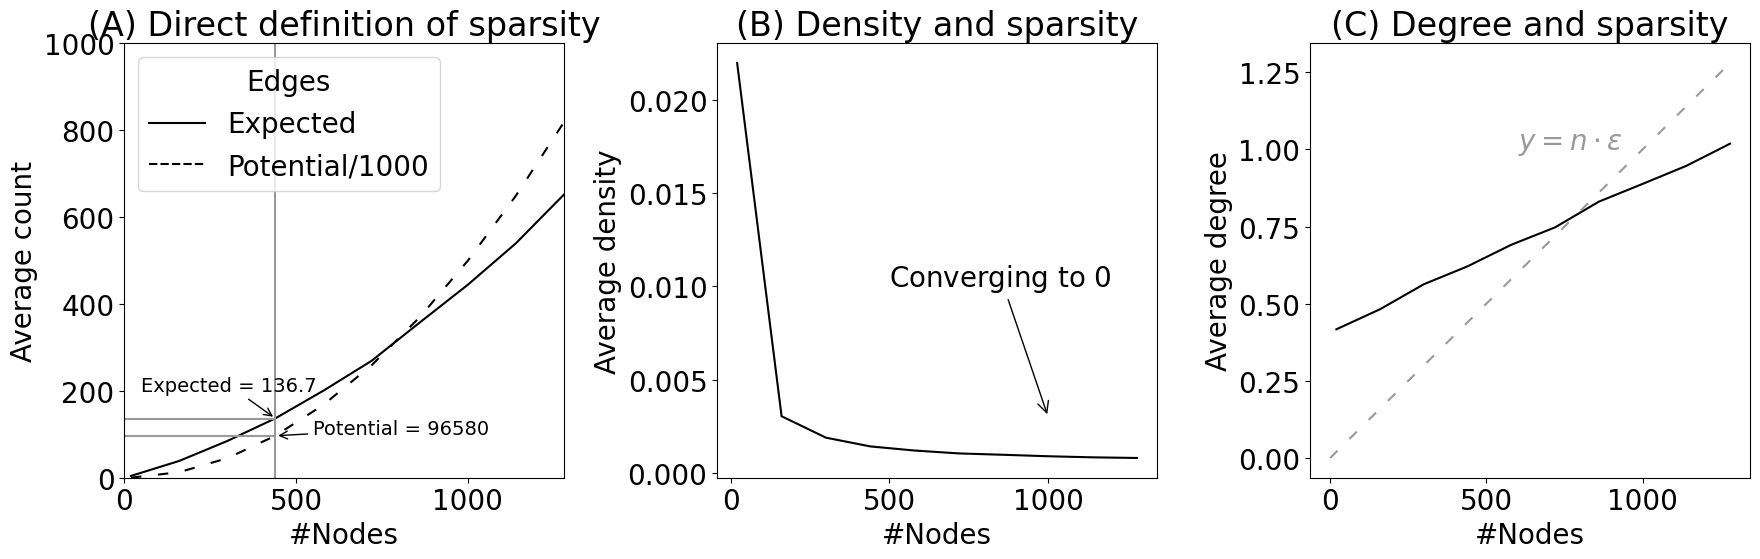 (A) Direct definition of sparsity
1000
800
600
400
200
0
Average count
Edges
Expected
Potential/1000
Expected = 136.7
Potential = 96580
0 500 1000
#Nodes
(B) Density and sparsity
0.020
0.015
0.010
0.005
0.000
Average density
Converging to 0
0 500 1000
#Nodes
(C) Degree and sparsity
1.25
1.00
0.75
0.50
0.25
0.00
Average degree
y = n · ε
0 500 1000
#Nodes